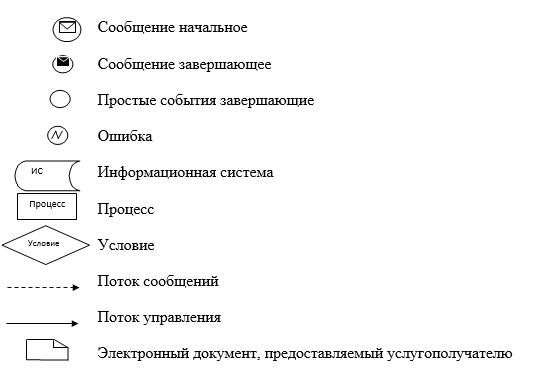 Сообщение начальное
Сообщение завершающее
Простые события завершающие
Ошибка
ИС Информационная система
Процесс Процесс
Условие Условие
Поток сообщений
Поток управления
Электронный документ, предоставляемый услугополучателю